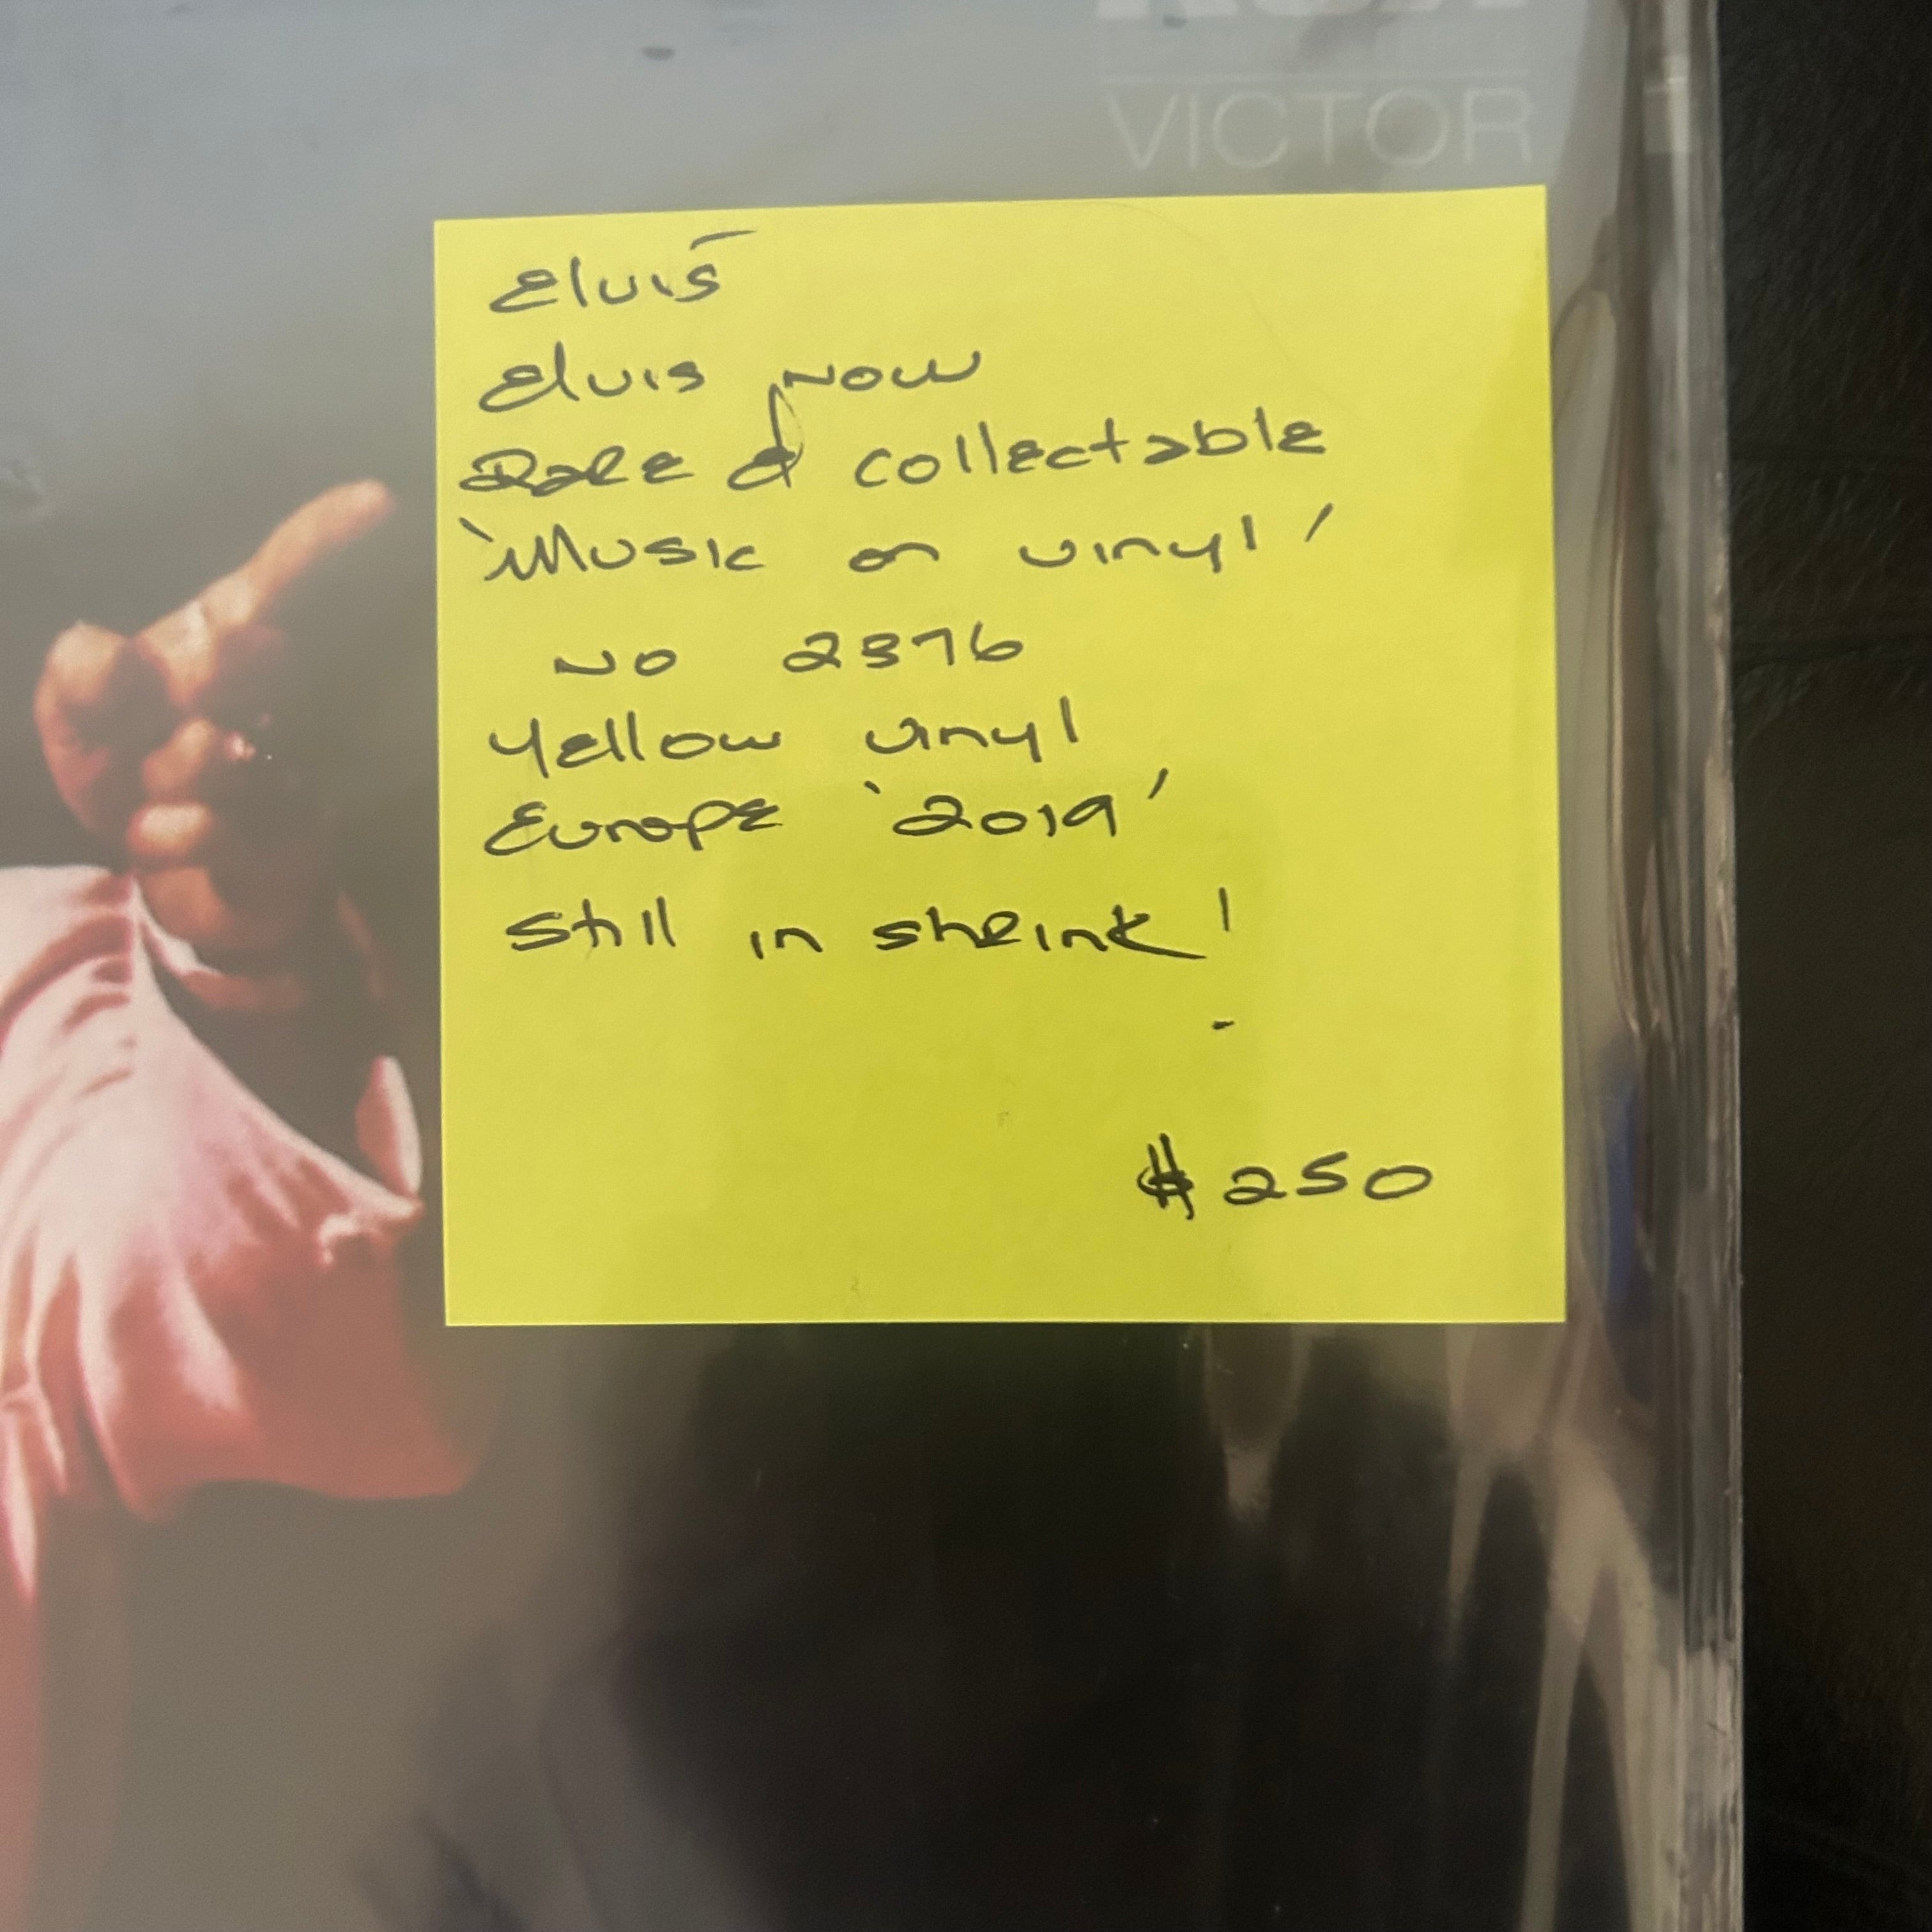 RCA
VICTOR
Elvis
Elvis Now
Rare & collectable
'Music on vinyl'
No 2376
Yellow vinyl
Europe '2019'
Still in shrink!
$250